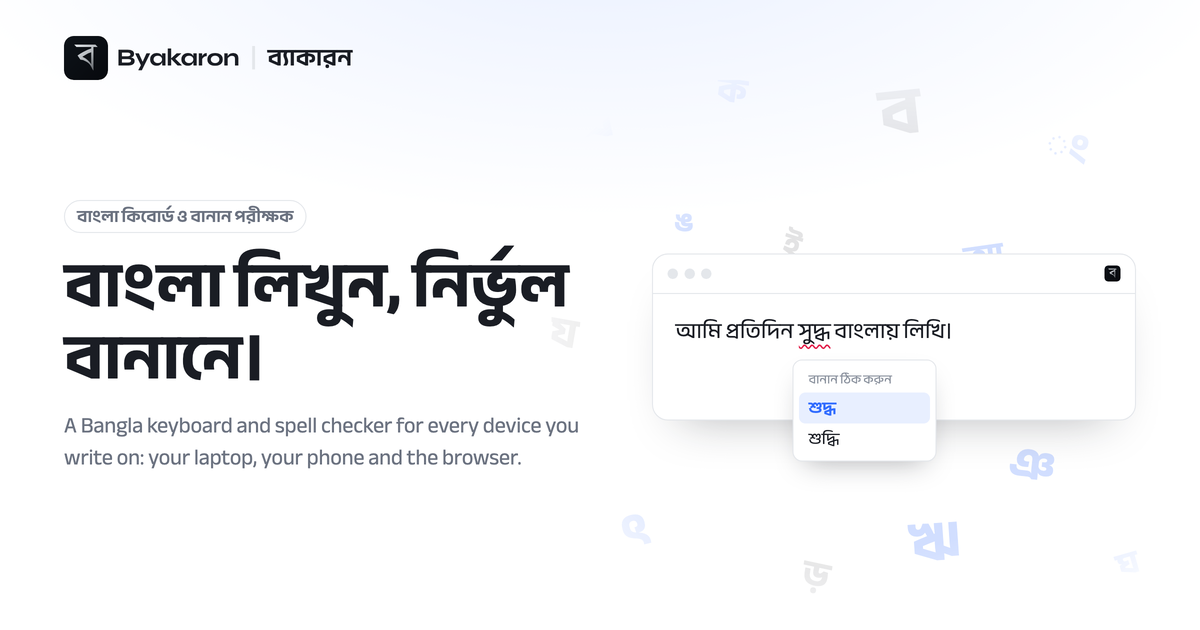 ব
Byakaron | ব্যাকারন
ক
ব
ং
ঙ
ই
আ
বাংলা কিবোর্ড ও বানান পরীক্ষক
বাংলা লিখুন, নির্ভুল
বানানে।
য
A Bangla keyboard and spell checker for every device you
write on: your laptop, your phone and the browser.
ব
আমি প্রতিদিন সুদ্ধ বাংলায় লিখি।
বানান ঠিক করুন
শুদ্ধ
শুদ্ধি
ঞ
ৎ
ঋ
ড়
ঘ